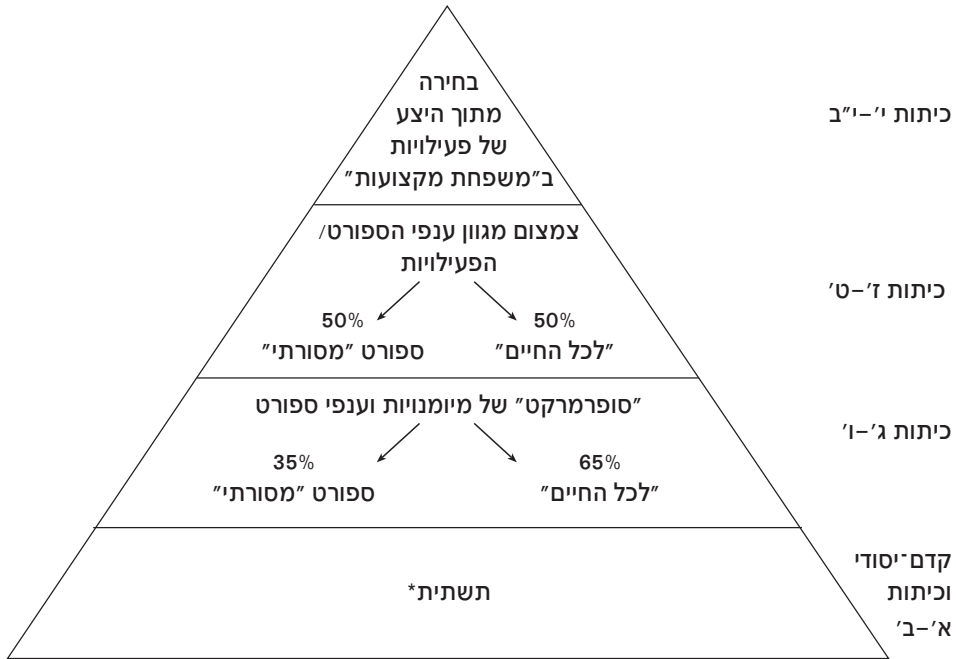 בחירה
מתוך היצע
של פעילויות
ב"משפחת מקצועות"
כיתות י'–י"ב
צמצום מגוון ענפי הספורט/
הפעילויות
50% 50%
"לכל החיים" ספורט "מסורתי"
כיתות ז'–ט'
"סופרמרקט" של מיומנויות וענפי ספורט
65% 35%
"לכל החיים" ספורט "מסורתי"
כיתות ג'–ו'
תשתית*
קדם־יסודי
וכיתות
א'–ב'